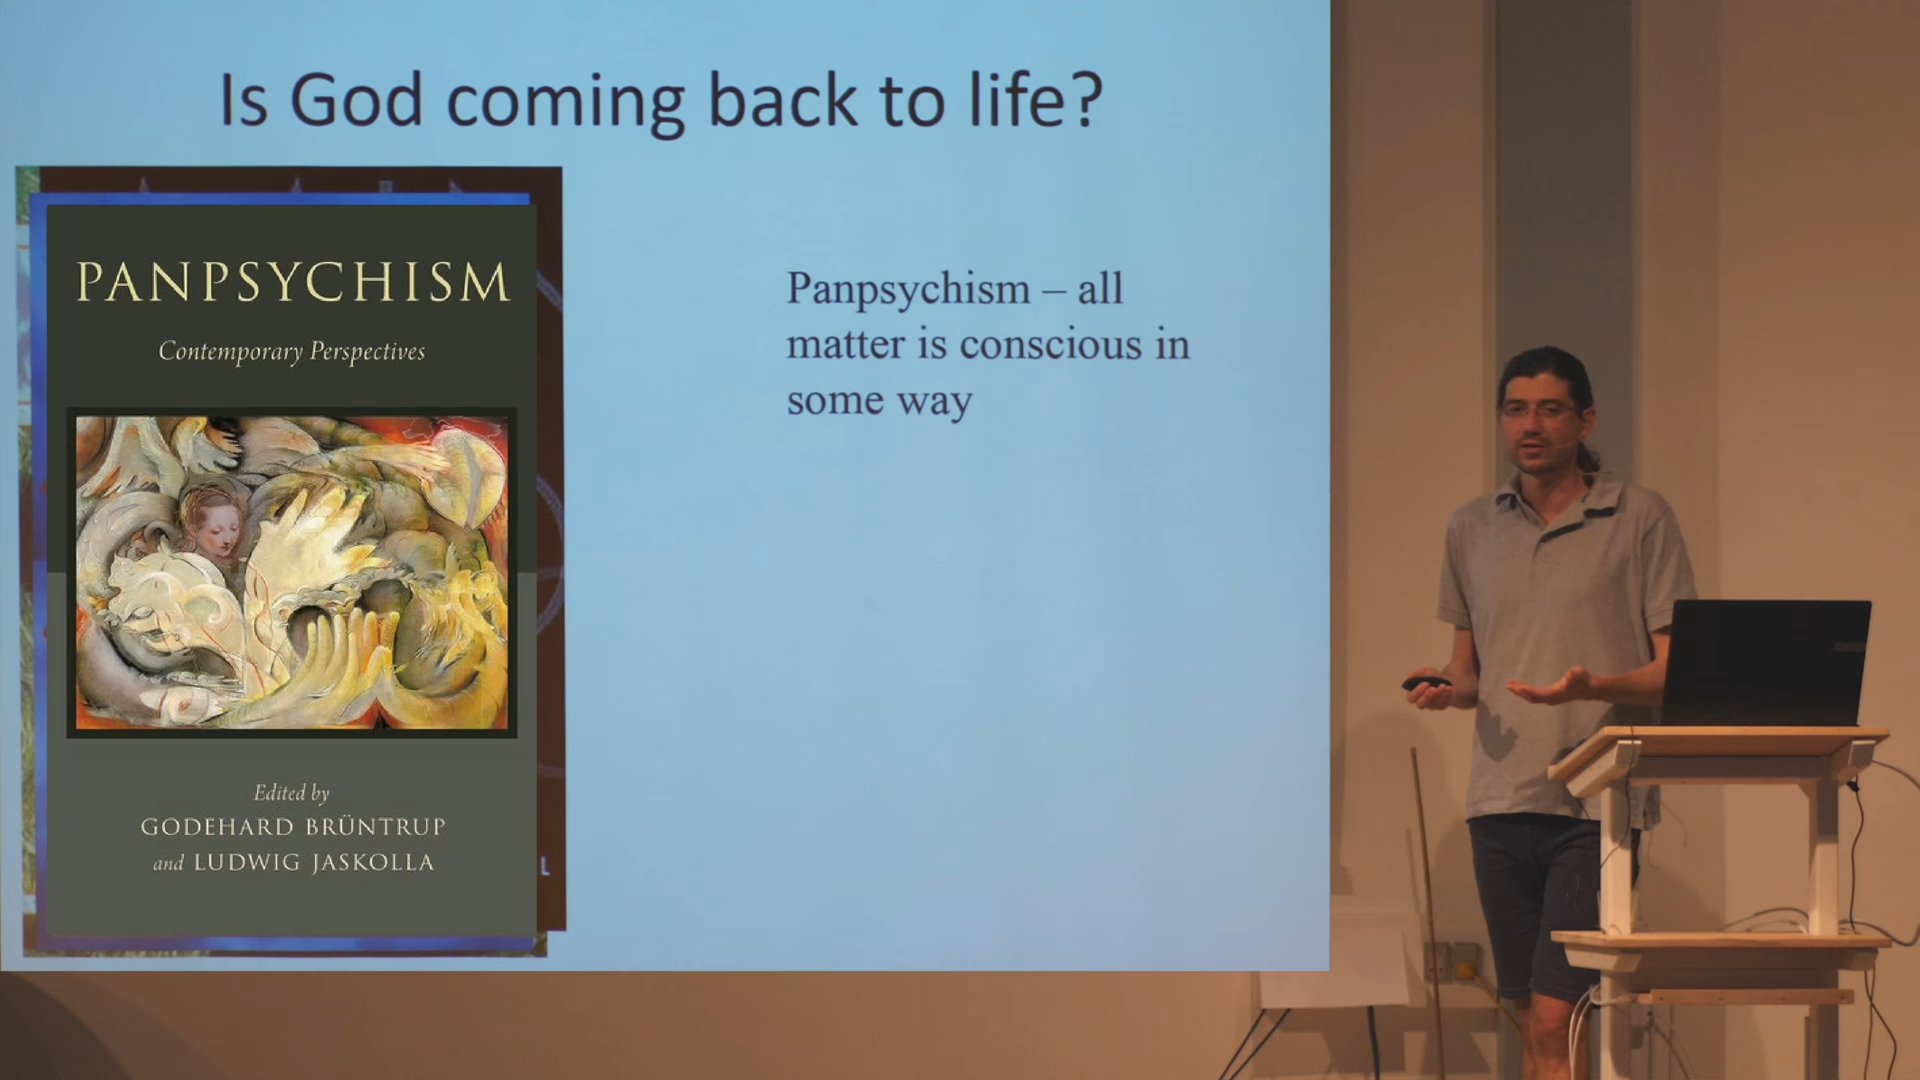 Is God coming back to life?
PANPSYCHISM
Contemporary Perspectives
Edited by
GODEHARD BRÜNTRUP
and LUDWIG JASKOLLA
L
Panpsychism – all
matter is conscious in
some way